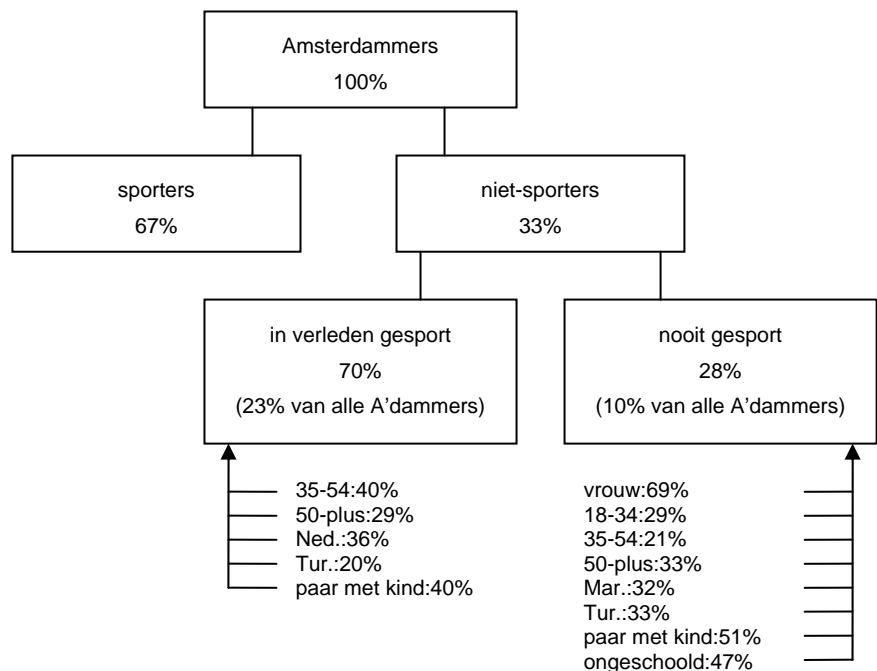 Amsterdammers
100%
sporters
67%
niet-sporters
33%
in verleden gesport
70%
(23% van alle A'dammers)
nooit gesport
28%
(10% van alle A'dammers)
35-54:40%
50-plus:29%
Ned.:36%
Tur.:20%
paar met kind:40%
vrouw:69%
18-34:29%
35-54:21%
50-plus:33%
Mar.:32%
Tur.:33%
paar met kind:51%
ongeschoold:47%